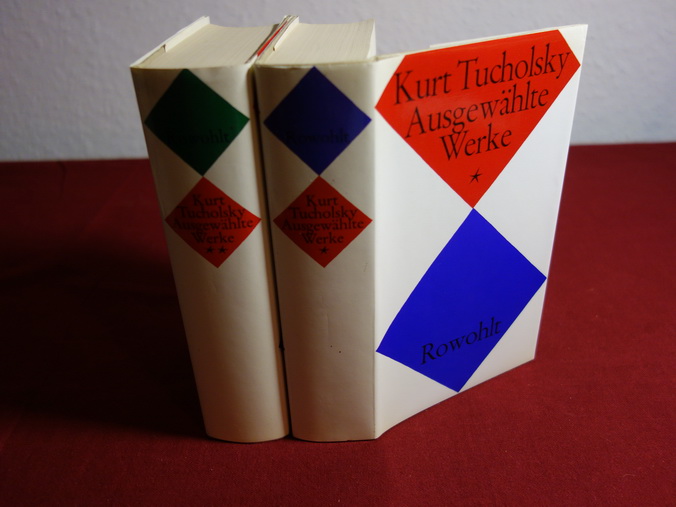 Rowohlt
Kurt
Tucholsky
Ausgewählte
Werke
**
Rowohlt
Kurt
Tucholsky
Ausgewählte
Werke
*
Kurt Tucholsky
Ausgewählte
Werke
*
Rowohlt